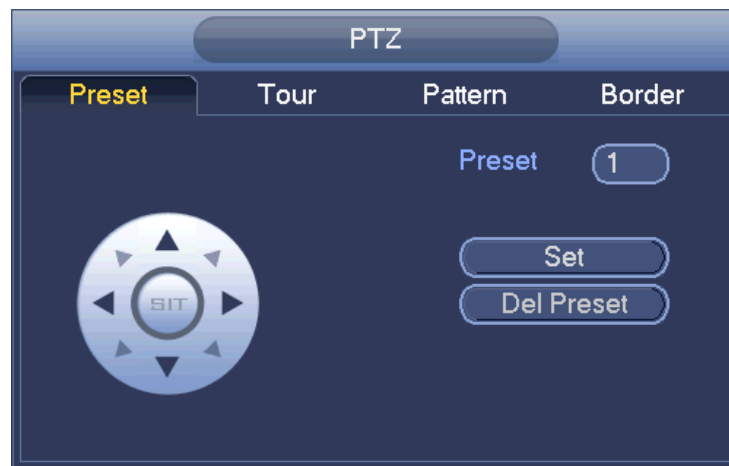 PTZ
Preset Tour Pattern Border
Preset 1
Set
SIT
Del Preset